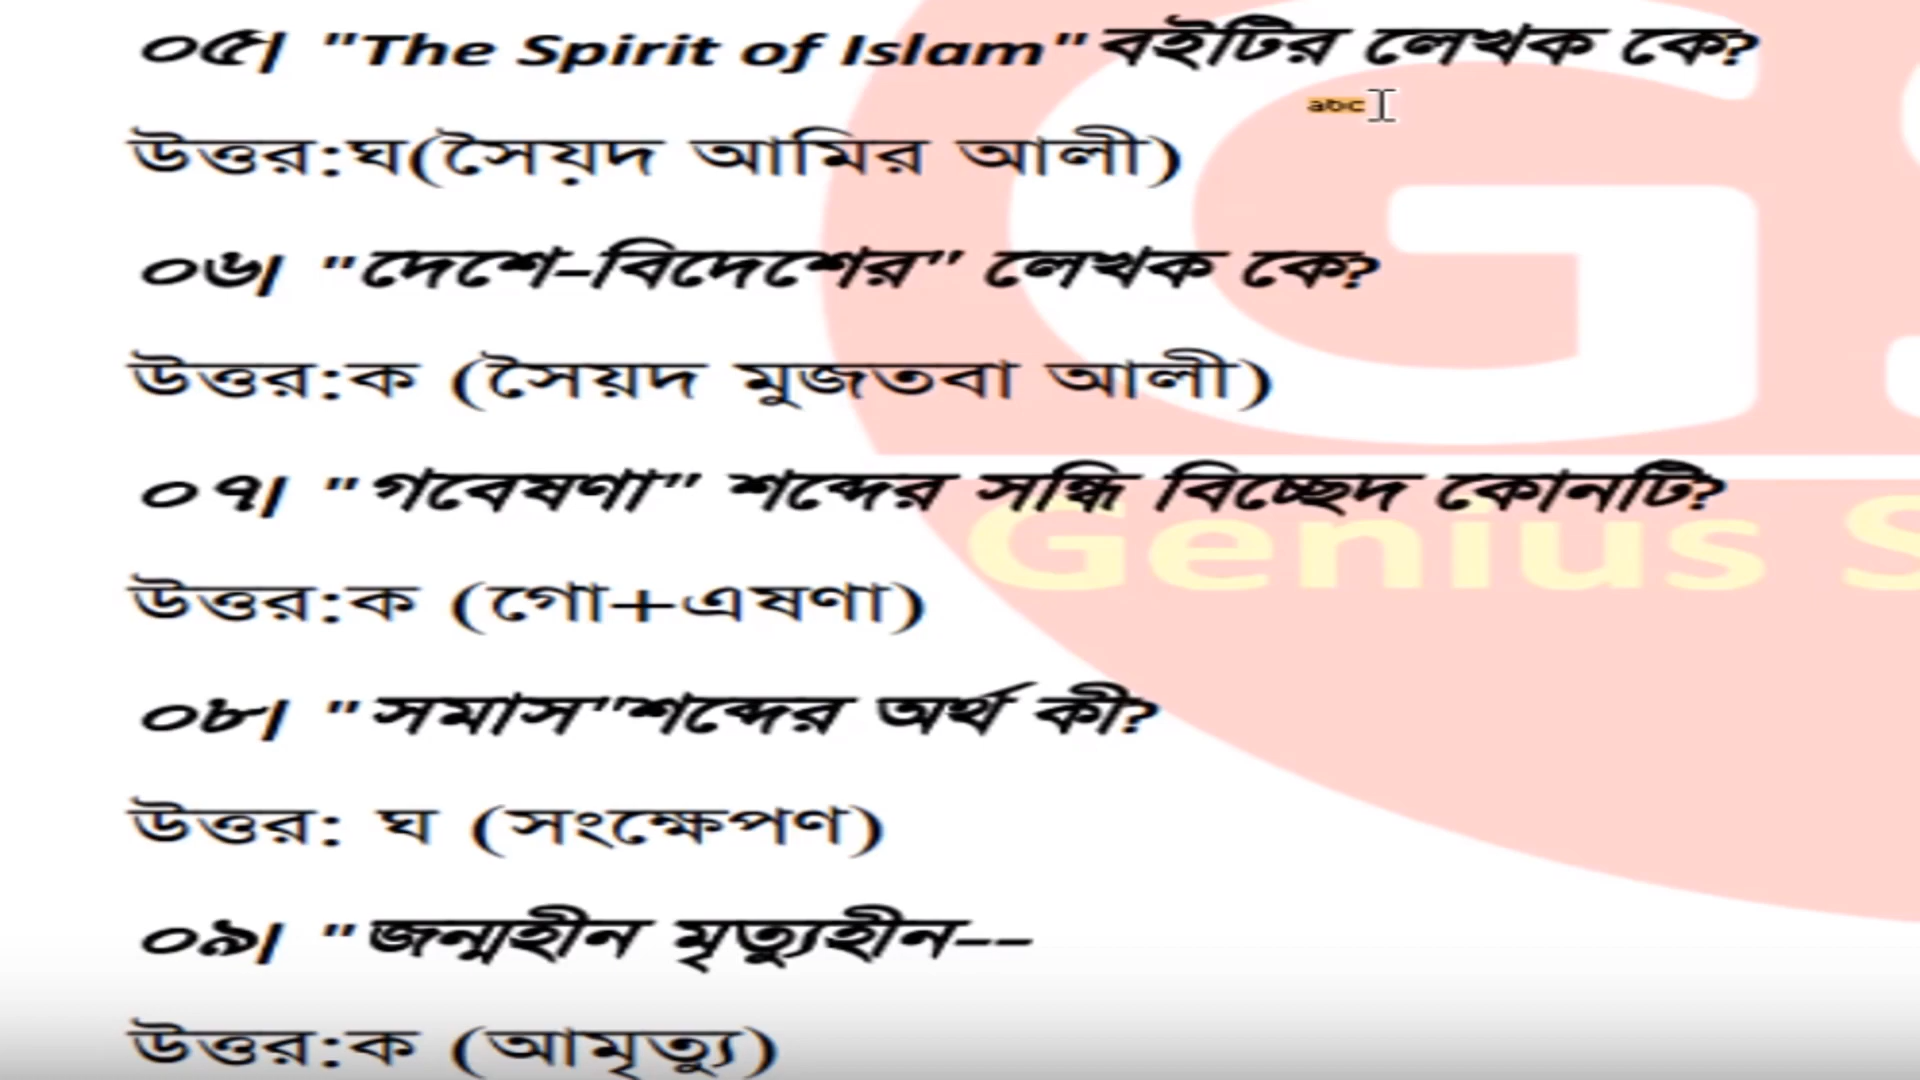 ০৫| "The Spirit of Islam" বইটির লেখক কে?
abc
উত্তর:ঘ(সৈয়দ আমির আলী)
০৬| "দেশে-বিদেশের" লেখক কে?
উত্তর:ক (সৈয়দ মুজতবা আলী)
০৭| "গবেষণা" শব্দের সন্ধি বিচ্ছেদ কোনটি?
Genius S
উত্তর:ক (গো+এষণা)
০৮| "সমাস"শব্দের অর্থ কী?
উত্তর: ঘ (সংক্ষেপণ)
০৯| "জন্মহীন মৃত্যুহীন--
উত্তর:ক (আমৃত্যু)